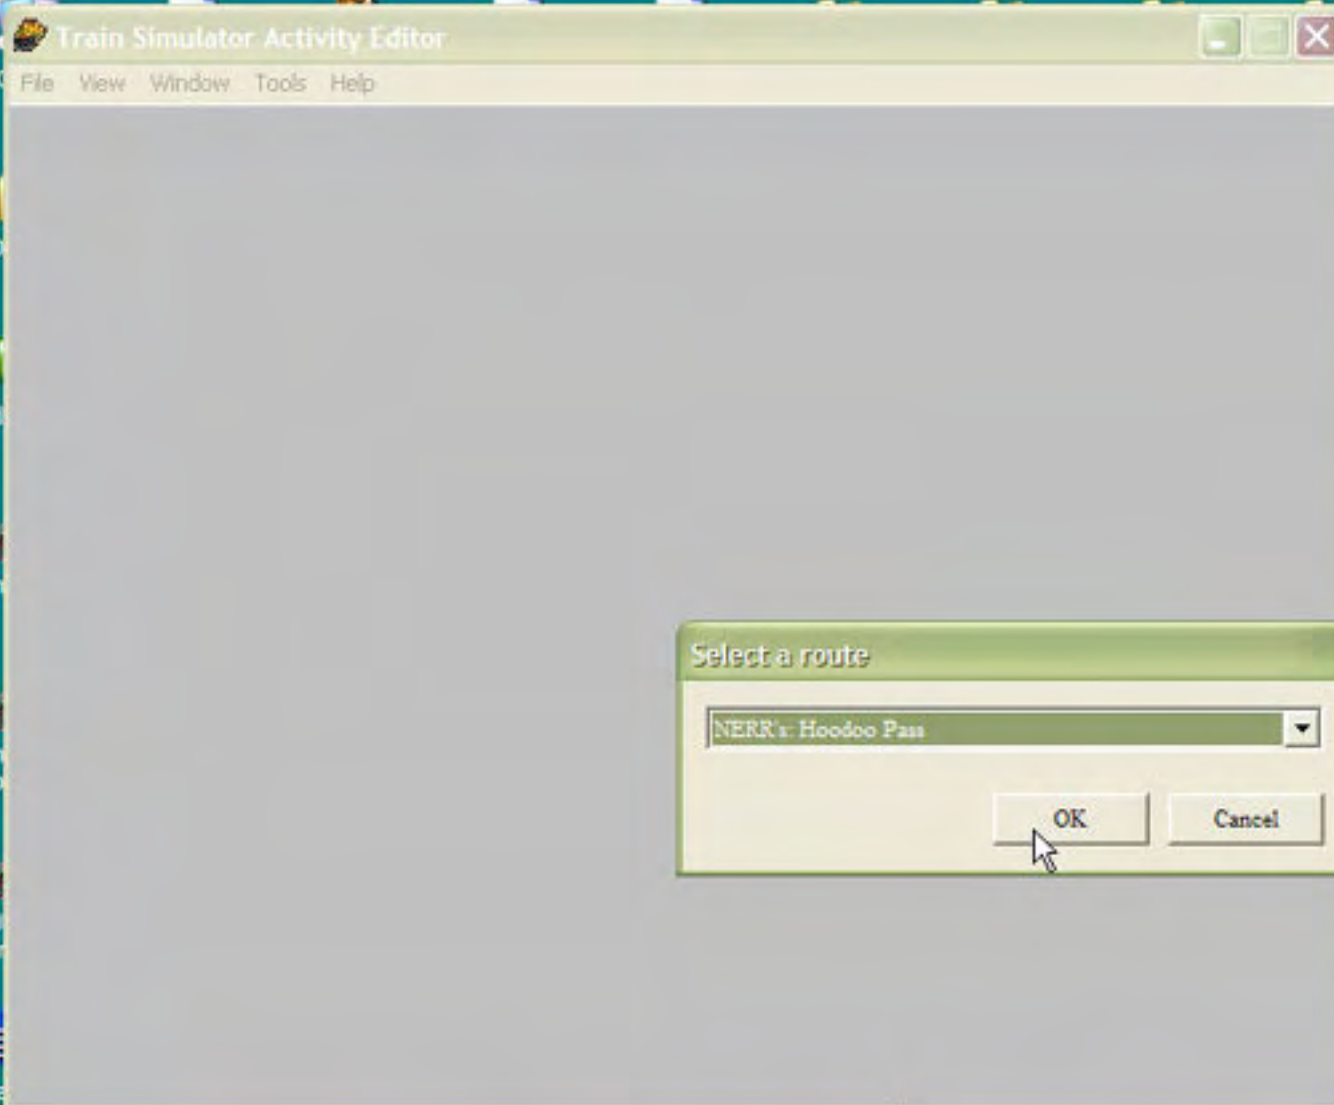 Train Simulator Activity Editor
File View Window Tools Help
Select a route
NERR's: Hoodoo Pass
OK Cancel